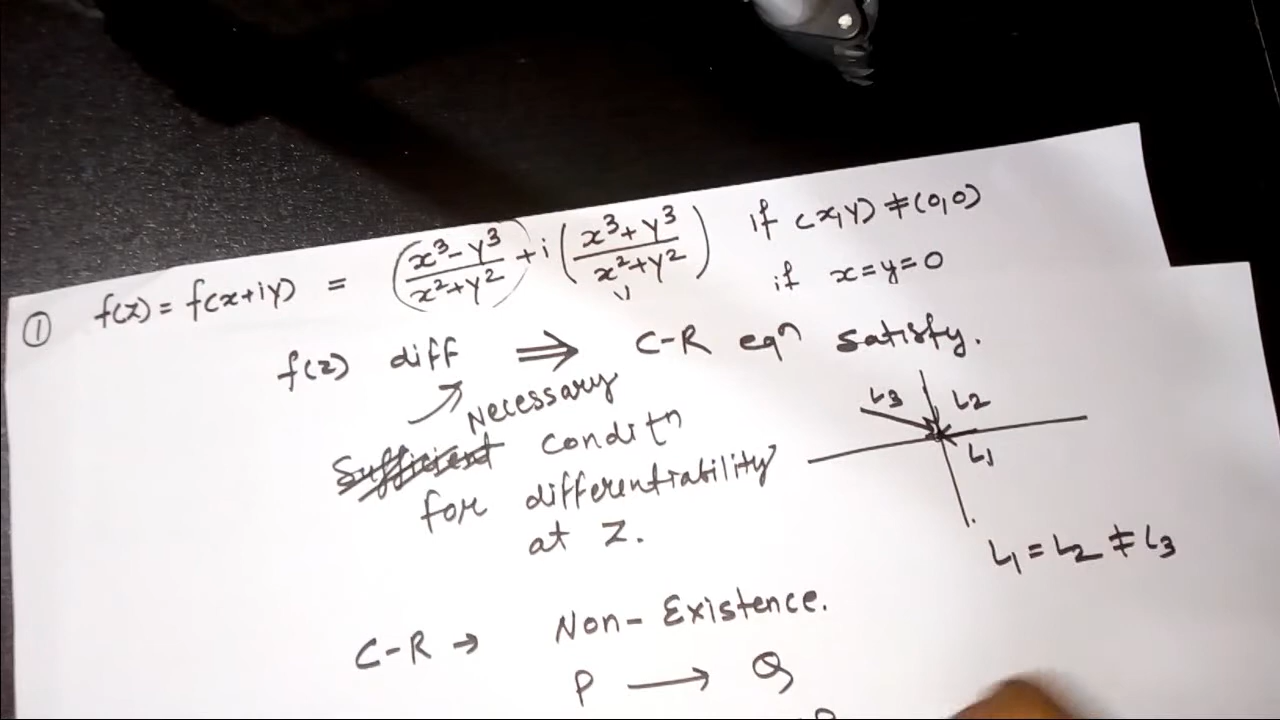 ① f(z) = f(x+iy) = (x³-y³/x²+y²) + i (x³+y³/x²+y²) if (x,y) ≠ (0,0)
if x=y=0
f(z) diff ⇒ C-R eqⁿ satisfy.
Necessary
Sufficient conditⁿ
for differentiability
at z.
L3 L2
L1
L1 = L2 ≠ L3
C-R → Non-Existence.
P → Q